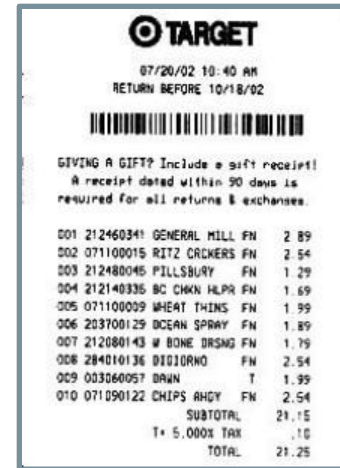 TARGET
07/20/02 10:40 AM
RETURN BEFORE 10/18/02
GIVING A GIFT? Include a gift receipt!
A receipt dated within 90 days is
required for all returns & exchanges.
001 212460341 GENERAL MILL FN 2.89
002 071100015 RITZ CRCKERS FN 2.54
003 212480045 PILLSBURY FN 1.29
004 212140336 BC CHKN HLPR FN 1.69
005 071100009 WHEAT THINS FN 1.99
006 203700129 OCEAN SPRAY FN 1.89
007 212080143 W BONE DRSNG FN 1.79
008 284010136 DIGIORNO FN 2.54
009 003060057 DAWN T 1.99
010 071090122 CHIPS AHOY FN 2.54
SUBTOTAL 21.15
T= 5.000% TAX .10
TOTAL 21.25